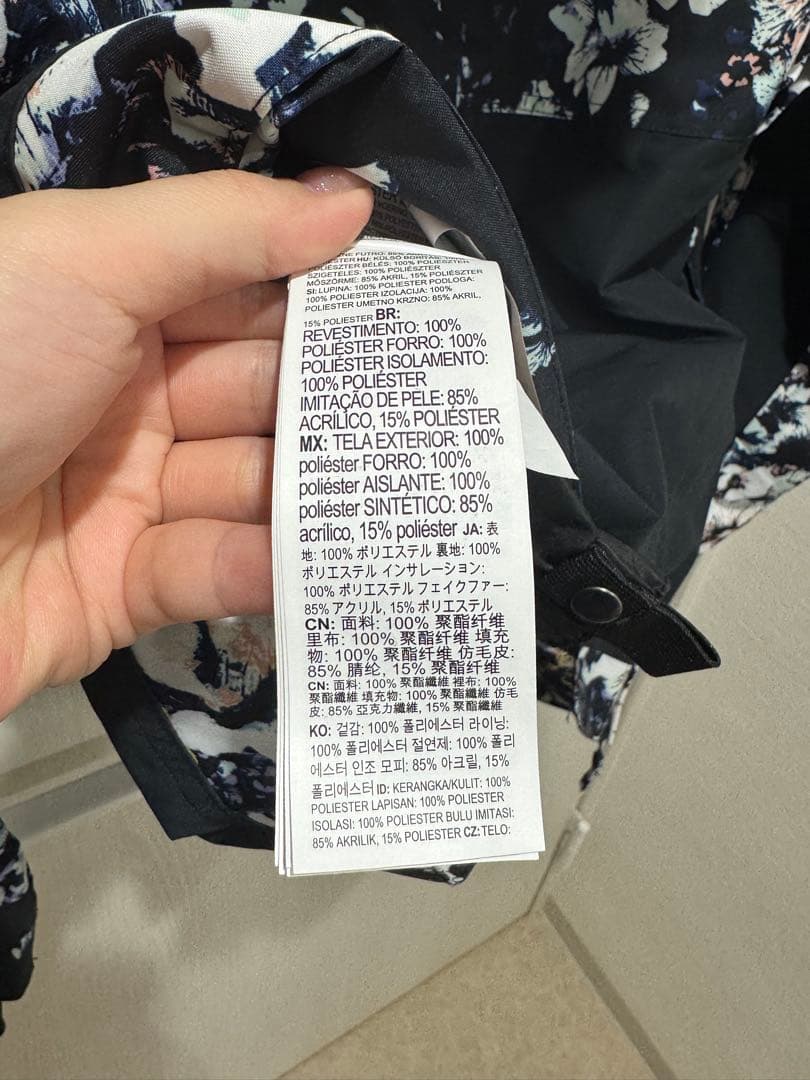 POLIESTER HU: KÜLSŐ BORÍTÁS: 100%
POLIÉSZTER BÉLÉS: 100% POLIÉSZTER
SZIGETELÉS: 100% POLIÉSZTER
MŰSZŐRME: 85% AKRIL, 15% POLIÉSZTER
SI: LUPINA: 100% POLIESTER PODLOGA:
100% POLIESTER IZOLACIJA: 100%
POLIESTER UMETNO KRZNO: 85% AKRIL,
15% POLIESTER BR:
REVESTIMENTO: 100%
POLIÉSTER FORRO: 100%
POLIÉSTER ISOLAMENTO:
100% POLIÉSTER
IMITAÇÃO DE PELE: 85%
ACRÍLICO, 15% POLIÉSTER
MX: TELA EXTERIOR: 100%
poliéster FORRO: 100%
poliéster AISLANTE: 100%
poliéster SINTÉTICO: 85%
acrílico, 15% poliéster JA: 表
地: 100% ポリエステル 裏地: 100%
ポリエステル インサレーション:
100% ポリエステル フェイクファー:
85% アクリル, 15% ポリエステル
CN: 面料: 100% 聚酯纤维
里布: 100% 聚酯纤维 填充
物: 100% 聚酯纤维 仿毛皮:
85% 腈纶, 15% 聚酯纤维
CN: 面料: 100% 聚酯纖維 裡布: 100%
聚酯纖維 填充物: 100% 聚酯纖維 仿毛
皮: 85% 亞克力纖維, 15% 聚酯纖維
KO: 겉감: 100% 폴리에스터 라이닝:
100% 폴리에스터 절연제: 100% 폴리
에스터 인조 모피: 85% 아크릴, 15%
폴리에스터 ID: KERANGKA/KULIT: 100%
POLIESTER LAPISAN: 100% POLIESTER
ISOLASI: 100% POLIESTER BULU IMITASI:
85% AKRILIK, 15% POLIESTER CZ: TELO: